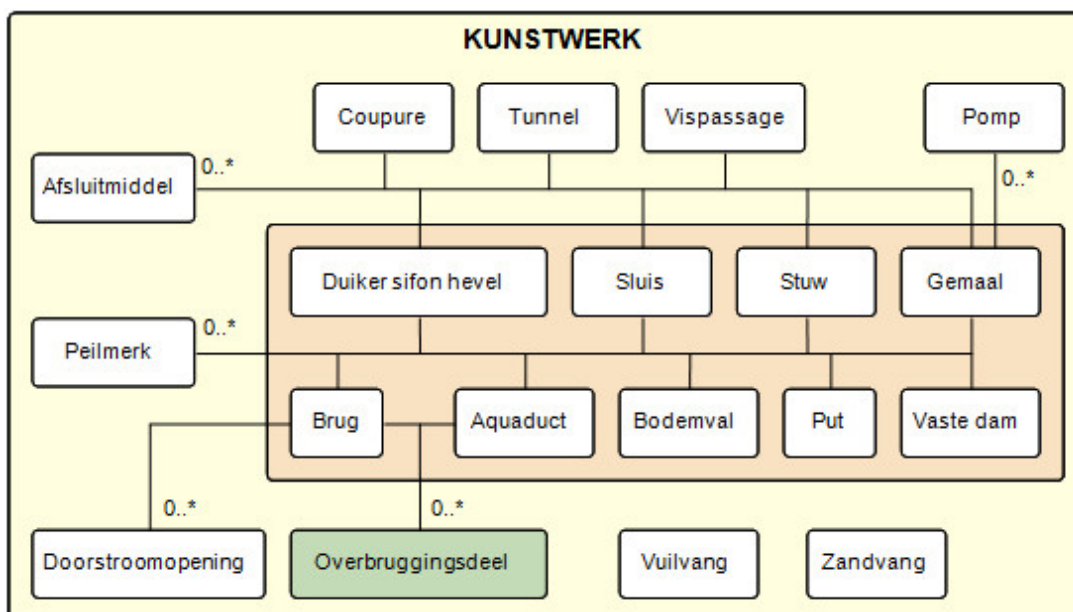 KUNSTWERK
Coupure
Tunnel
Vispassage
Pomp
Afsluitmiddel
0..*
0..*
Duiker sifon hevel
Sluis
Stuw
Gemaal
Peilmerk
0..*
Brug
Aquaduct
Bodemval
Put
Vaste dam
0..*
0..*
Doorstroomopening
Overbruggingsdeel
Vuilvang
Zandvang